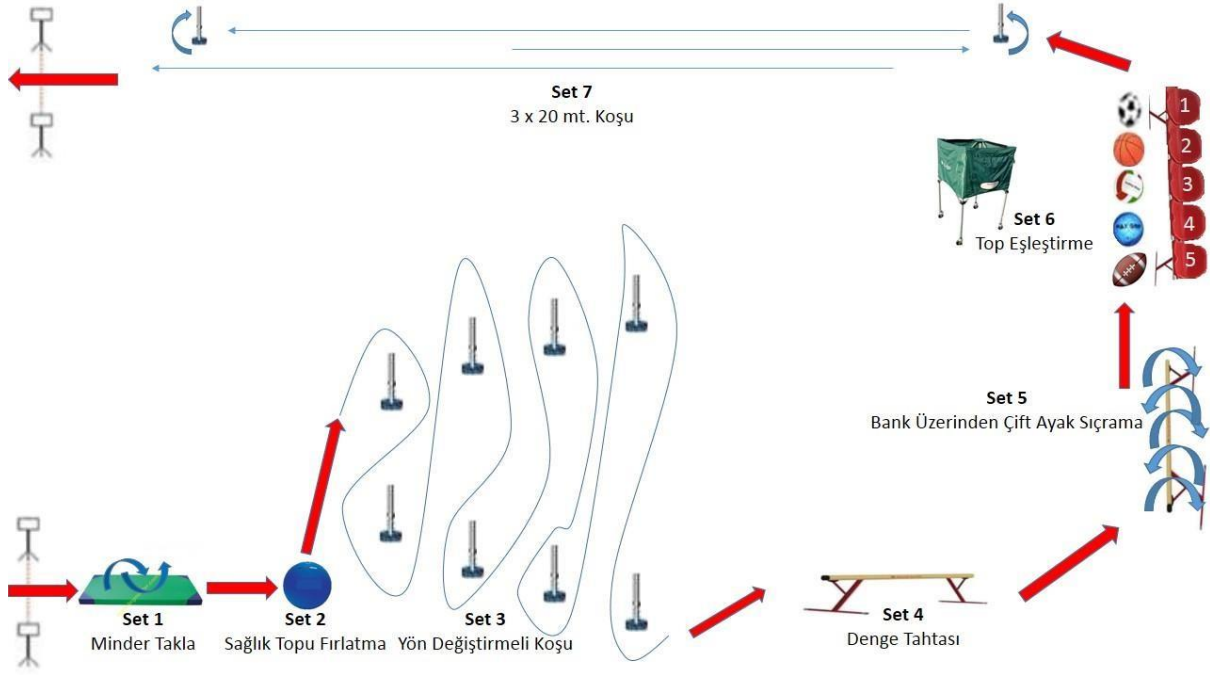 Set 7
3 x 20 mt. Koşu
1
2
3
4
5
Set 6
Top Eşleştirme
Set 5
Bank Üzerinden Çift Ayak Sıçrama
Set 1
Minder Takla
Set 2
Sağlık Topu Fırlatma
Set 3
Yön Değiştirmeli Koşu
Set 4
Denge Tahtası